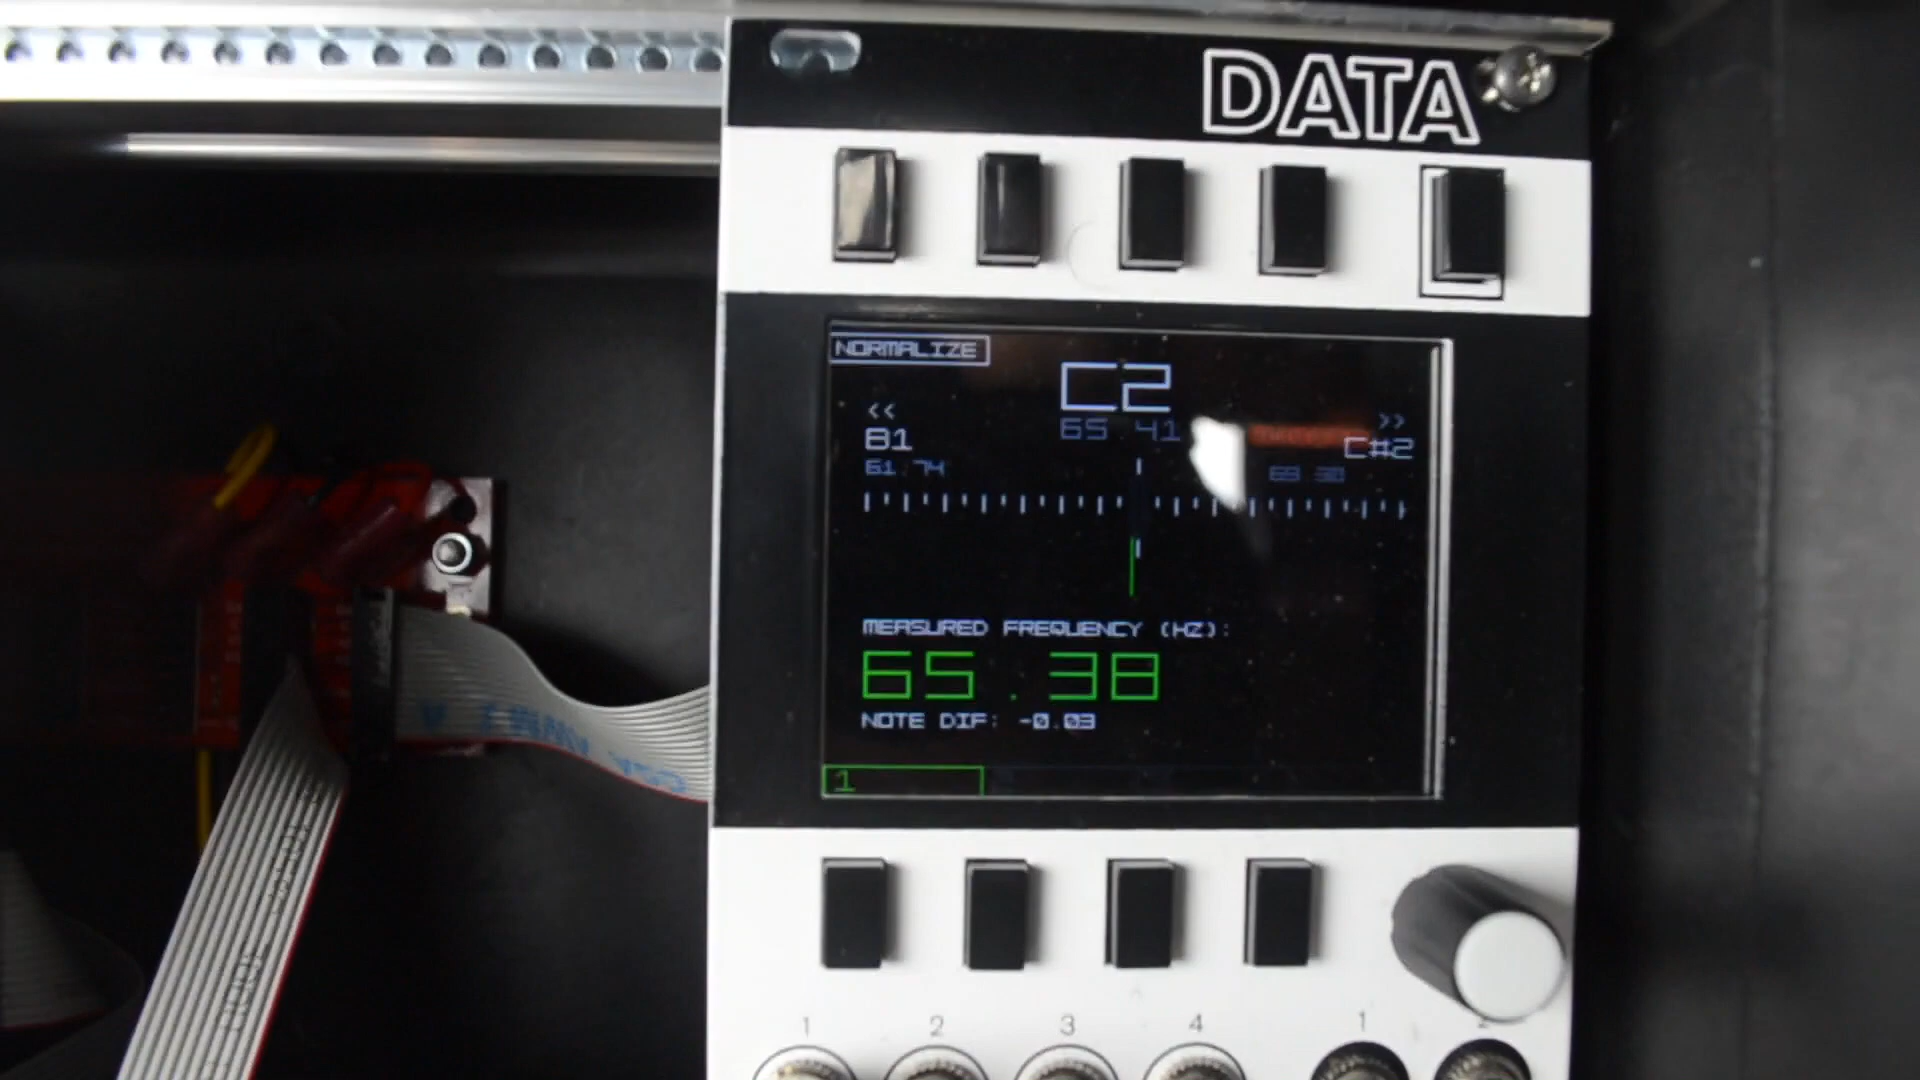 DATA
NORMALIZE
C2
<<
>>
65.41
B1
C#2
61.74
69.30
MEASURED FREQUENCY (HZ):
65.38
NOTE DIF: -0.03
1
1 2 3 4 1 2